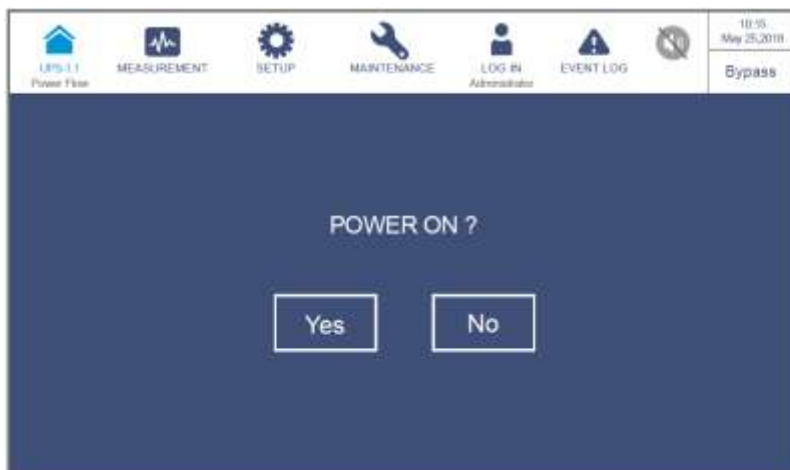 UPS-1.1
Power Flow
MEASUREMENT
SETUP
MAINTENANCE
LOG IN
Administrator
EVENT LOG
10:15
May 25,2018
Bypass
POWER ON ?
Yes
No